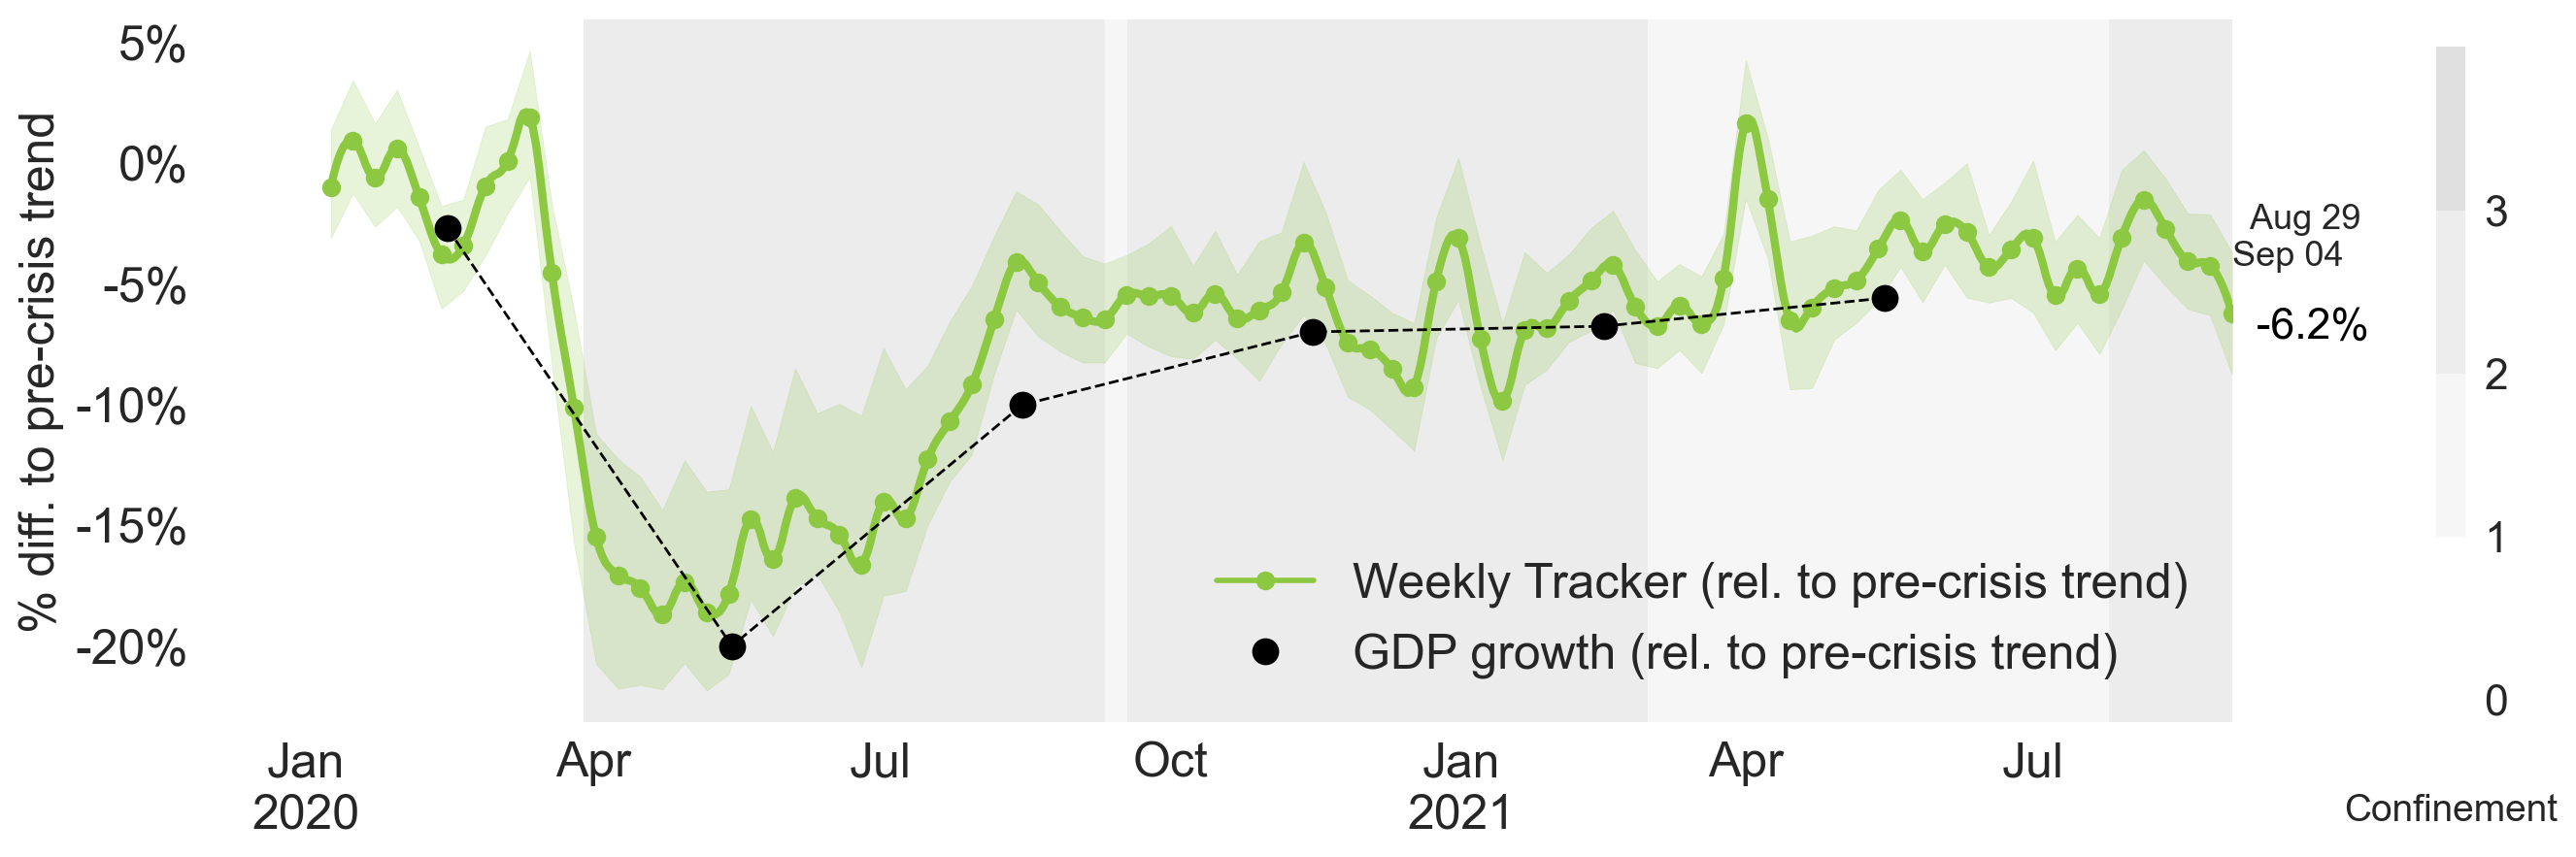 % diff. to pre-crisis trend
5%
0%
-5%
-10%
-15%
-20%
Aug 29
Sep 04
-6.2%
Weekly Tracker (rel. to pre-crisis trend)
GDP growth (rel. to pre-crisis trend)
Jan
2020
Apr
Jul
Oct
Jan
2021
Apr
Jul
3
2
1
0
Confinement